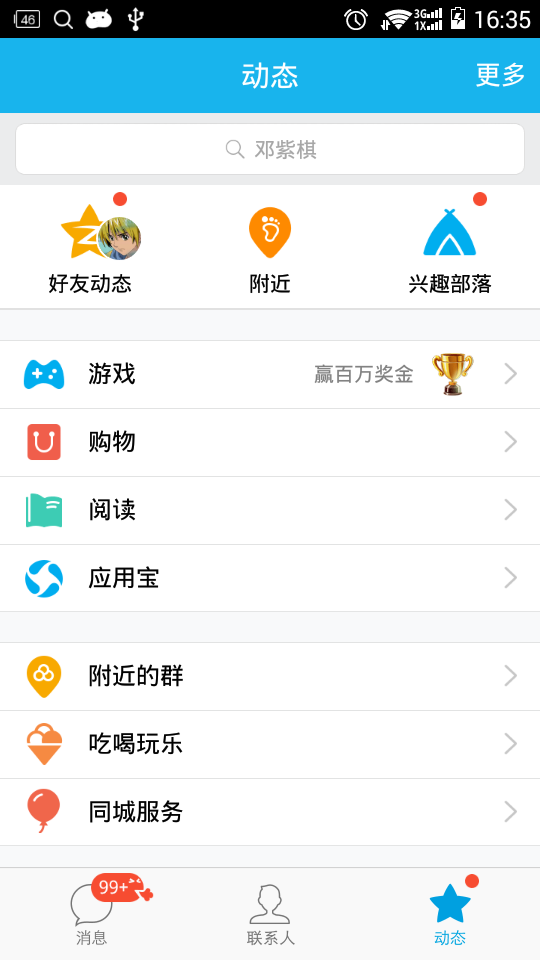 46
3G
1X
16:35
动态
更多
邓紫棋
好友动态
附近
兴趣部落
游戏
赢百万奖金
购物
阅读
应用宝
附近的群
吃喝玩乐
同城服务
99+
消息
联系人
动态